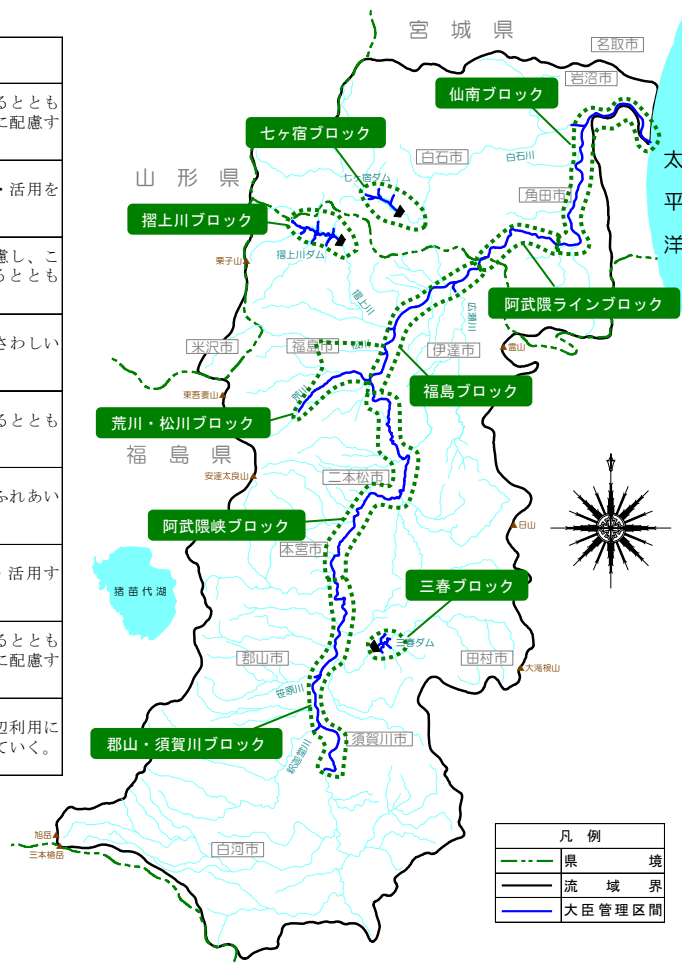 るととも
に配慮す
・活用を
慮し、こ
るととも
さわしい
るととも
ふれあい
活用す
るととも
に配慮す
辺利用に
ていく。
宮城県
名取市
岩沼市
仙南ブロック
七ヶ宿ブロック
白石市
白石川
太平洋
山形県
七ヶ宿ダム
角田市
摺上川ブロック
摺上川ダム
栗子山
摺上川
広瀬川
阿武隈ラインブロック
米沢市
福島市
松川
伊達市
霊山
東吾妻山
荒川
福島ブロック
荒川・松川ブロック
福島県
安達太良山
二本松市
阿武隈峡ブロック
日山
本宮市
猪苗代湖
三春ブロック
三春ダム
郡山市
田村市
大滝根山
笹原川
郡山・須賀川ブロック
釈迦堂川
須賀川市
旭岳
三本槍岳
白河市
凡例
県境
流域界
大臣管理区間